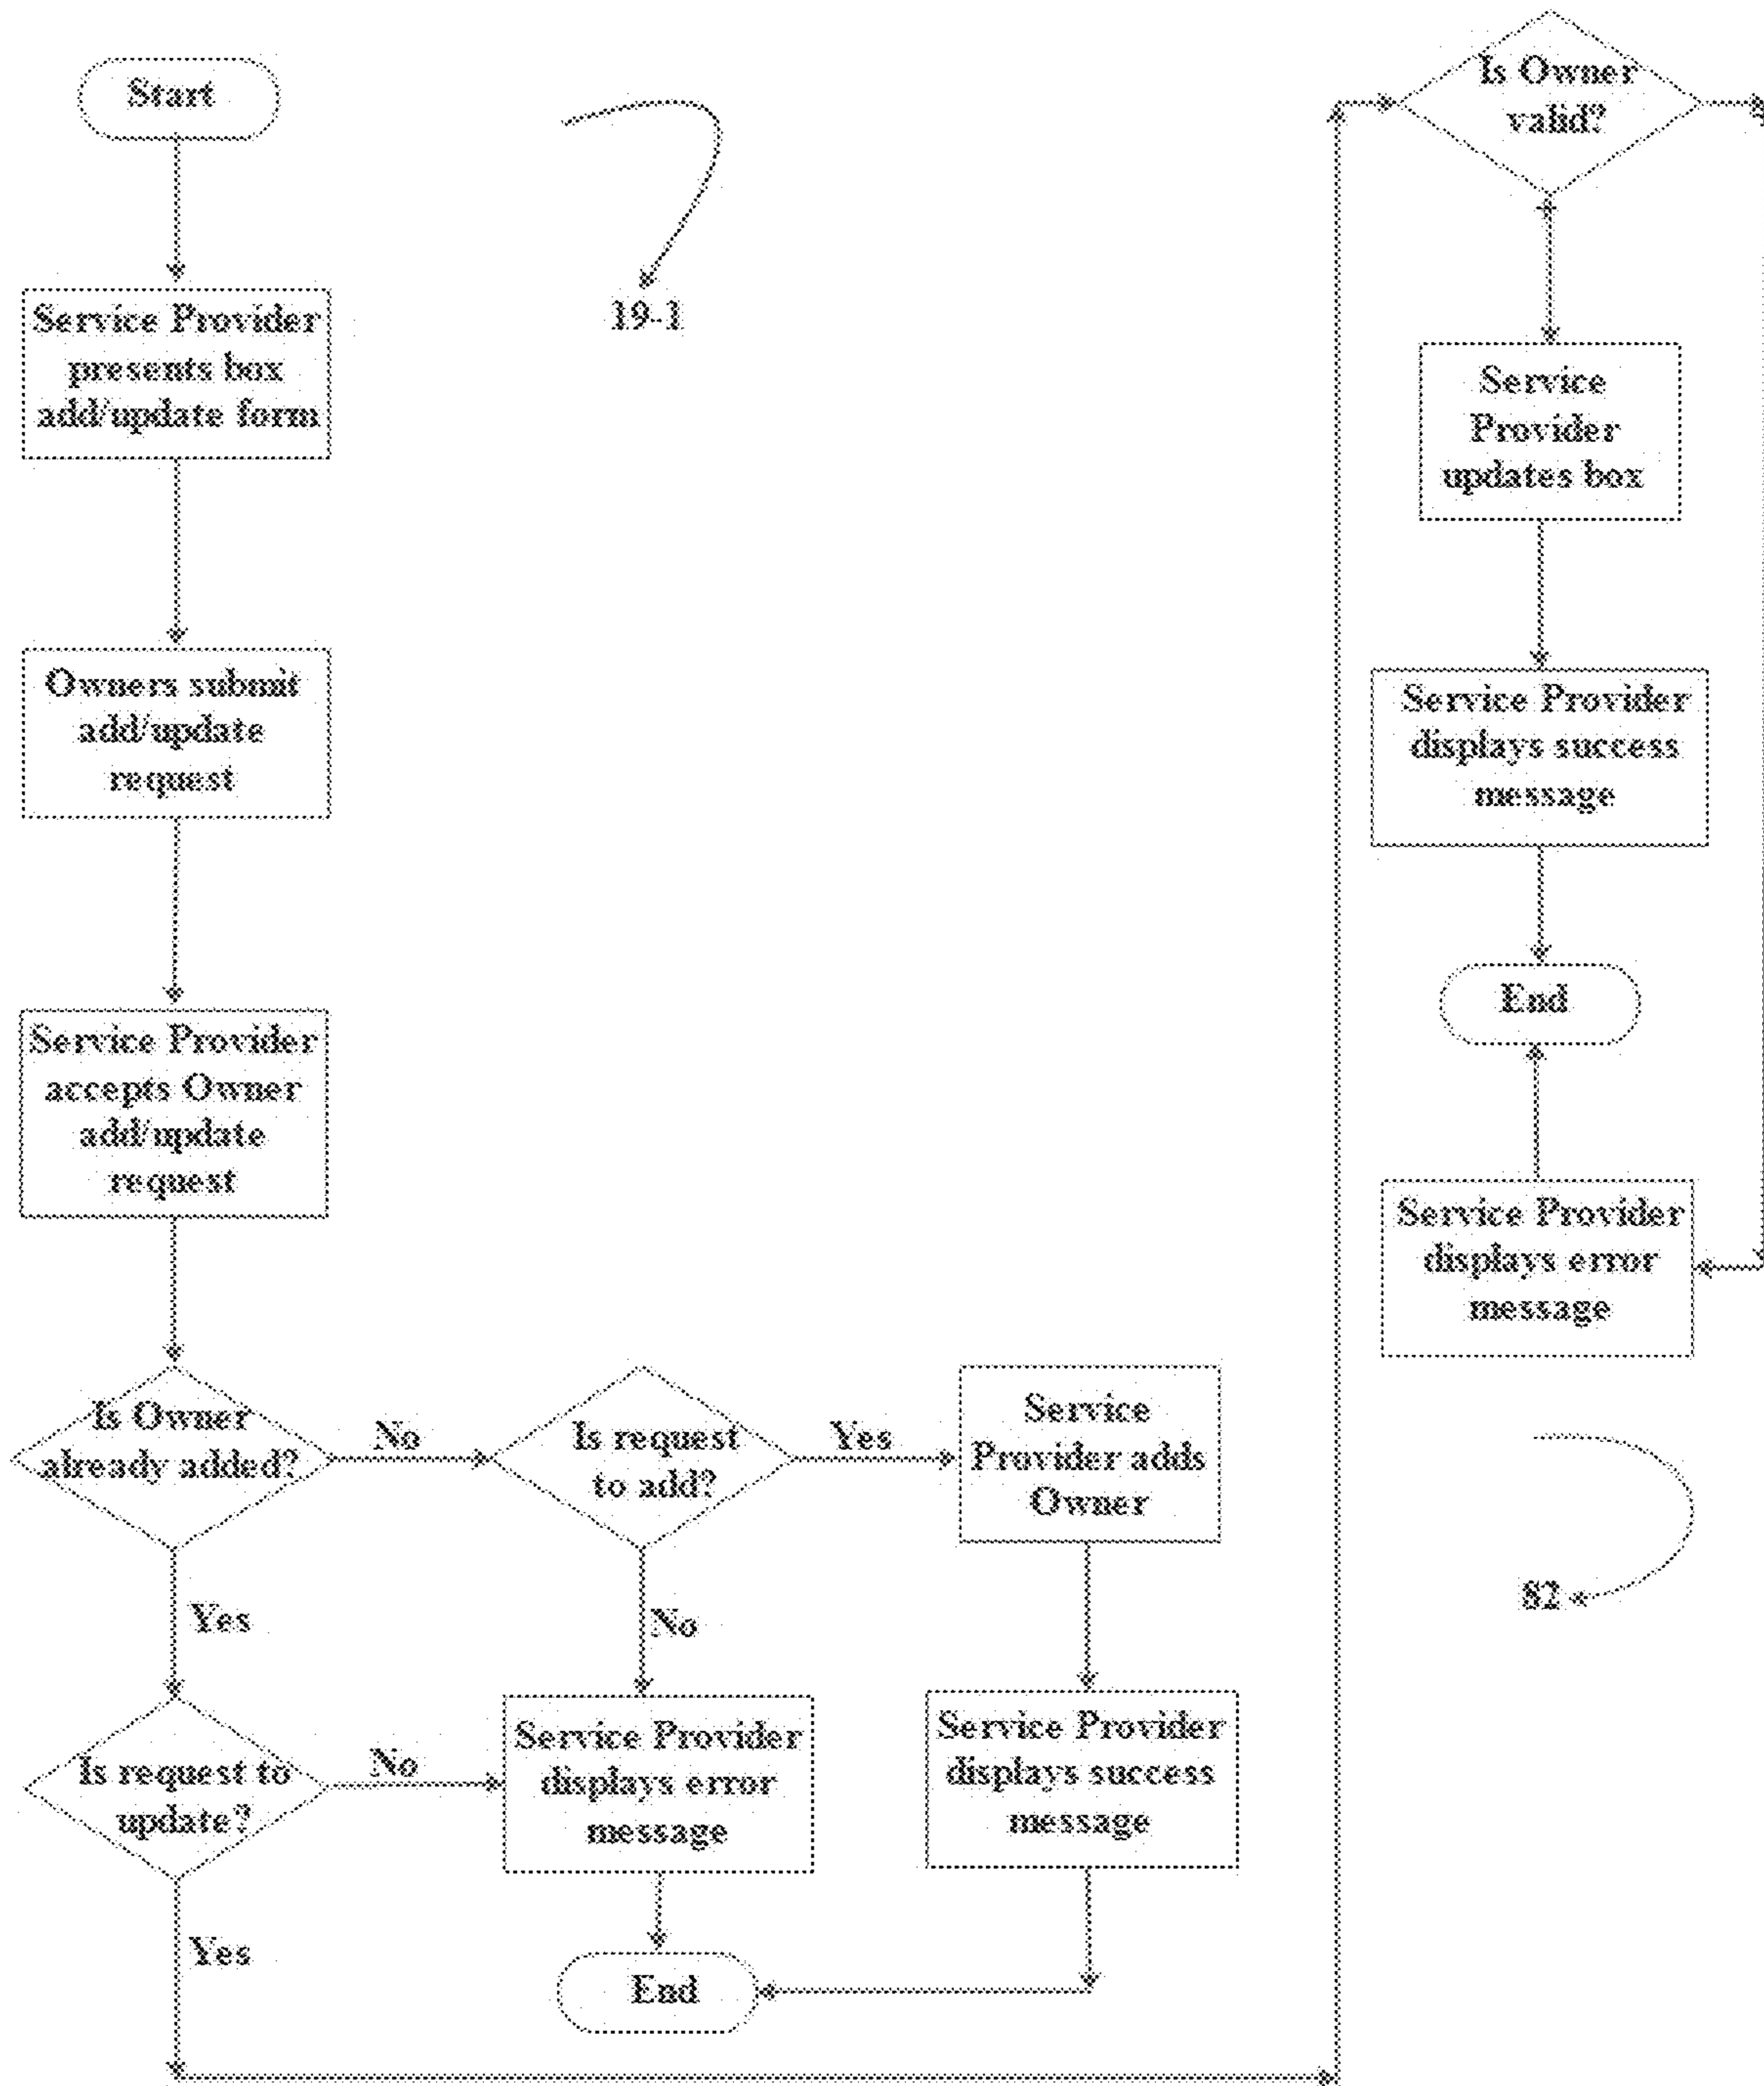 Start
Service Provider
presents box
add/update form
Owners submit
add/update
request
Service Provider
accepts Owner
add/update
request
Is Owner
already added?
No
Is request
to add?
Yes
Service
Provider adds
Owner
Yes
No
Is request to
update?
No
Service Provider
displays error
message
Service Provider
displays success
message
Yes
End
19-1
Is Owner
valid?
Service
Provider
updates box
Service Provider
displays success
message
End
Service Provider
displays error
message
82